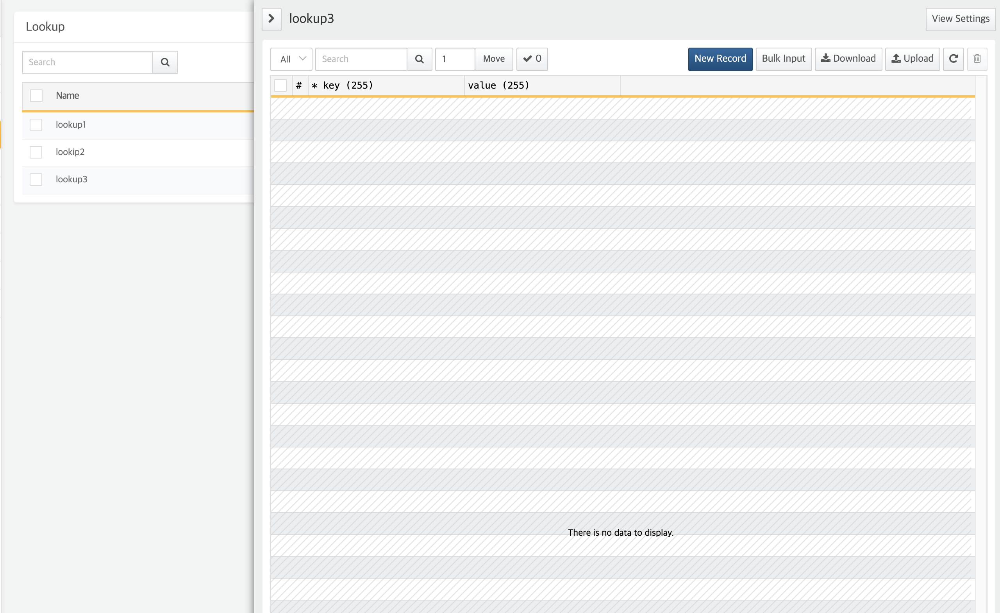 Lookup
Search
Name
lookup1
lookip2
lookup3
lookup3
View Settings
All
Search
1
Move
0
New Record
Bulk Input
Download
Upload
# * key (255) value (255)
There is no data to display.